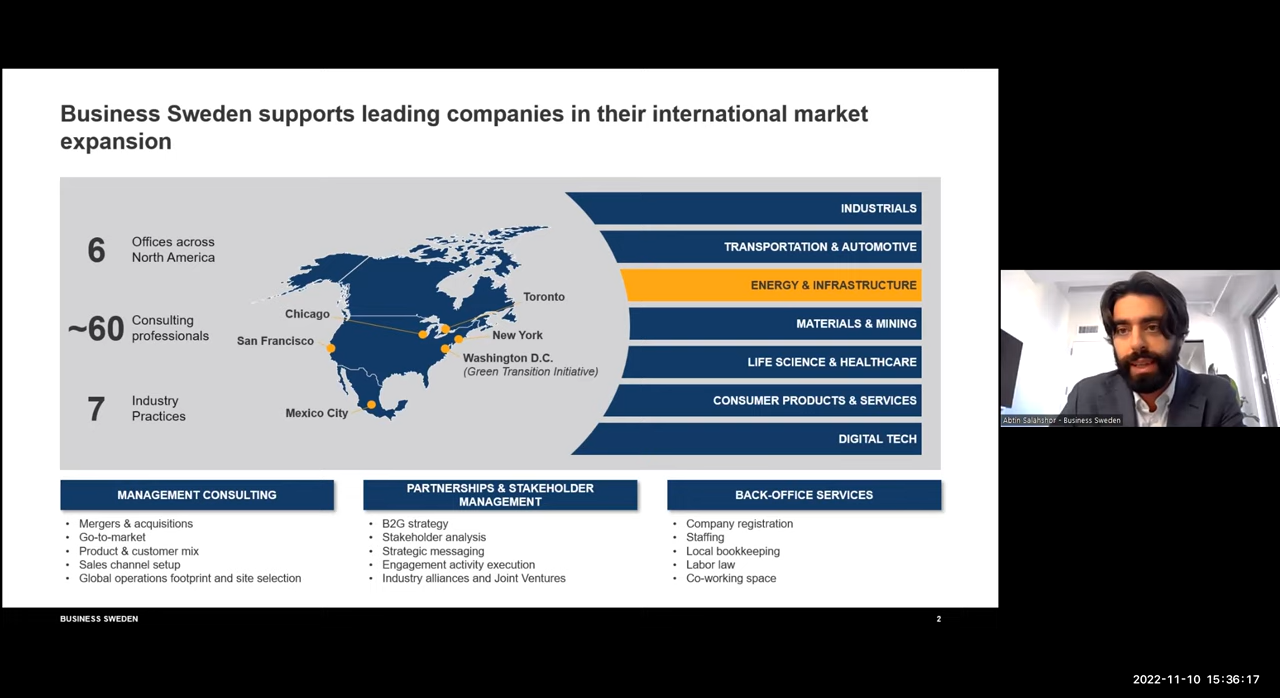 Business Sweden supports leading companies in their international market
expansion
6
Offices across
North America
~60
Consulting
professionals
7
Industry
Practices
Toronto
Chicago
New York
San Francisco
Washington D.C.
(Green Transition Initiative)
Mexico City
INDUSTRIALS
TRANSPORTATION & AUTOMOTIVE
ENERGY & INFRASTRUCTURE
MATERIALS & MINING
LIFE SCIENCE & HEALTHCARE
CONSUMER PRODUCTS & SERVICES
DIGITAL TECH
MANAGEMENT CONSULTING
• Mergers & acquisitions
• Go-to-market
• Product & customer mix
• Sales channel setup
• Global operations footprint and site selection
PARTNERSHIPS & STAKEHOLDER
MANAGEMENT
• B2G strategy
• Stakeholder analysis
• Strategic messaging
• Engagement activity execution
• Industry alliances and Joint Ventures
BACK-OFFICE SERVICES
• Company registration
• Staffing
• Local bookkeeping
• Labor law
• Co-working space
BUSINESS SWEDEN
2
Abtin Salahshor - Business Sweden
2022-11-10 15:36:17